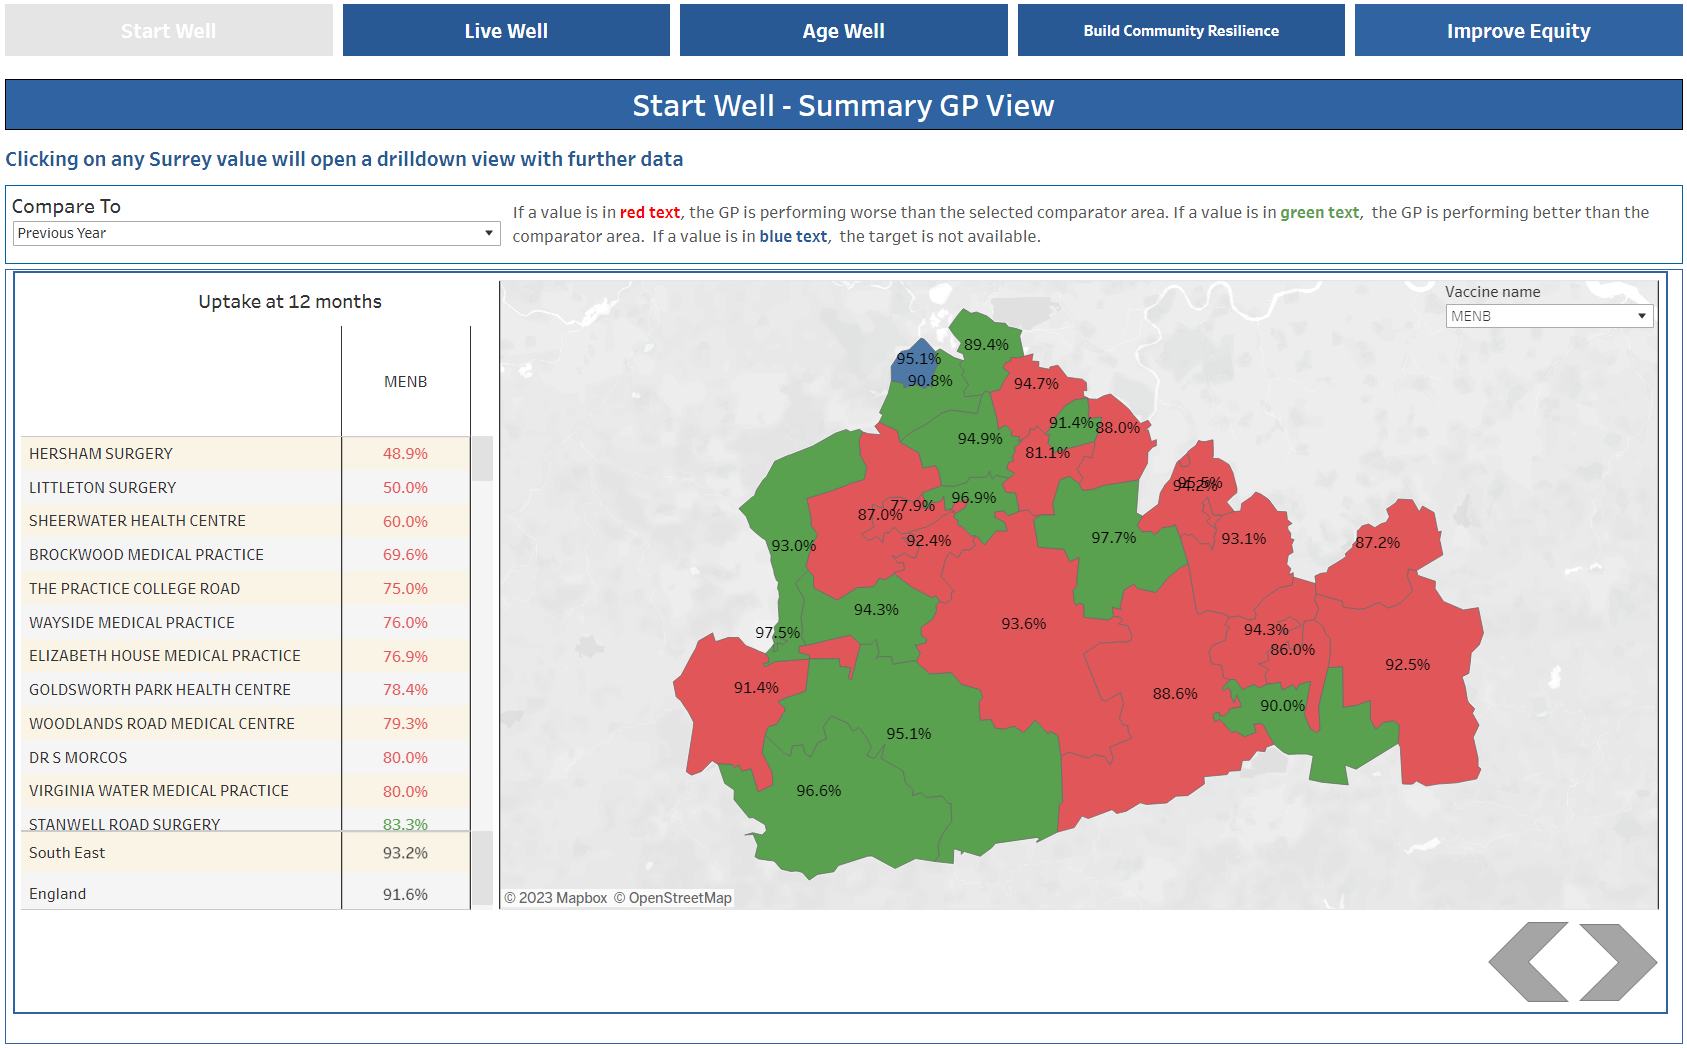 Start Well
Live Well
Age Well
Build Community Resilience
Improve Equity
Start Well - Summary GP View
Clicking on any Surrey value will open a drilldown view with further data
Compare To
Previous Year
If a value is in red text, the GP is performing worse than the selected comparator area. If a value is in green text,  the GP is performing better than the
comparator area.  If a value is in blue text,  the target is not available.
Uptake at 12 months
MENB
HERSHAM SURGERY 48.9%
LITTLETON SURGERY 50.0%
SHEERWATER HEALTH CENTRE 60.0%
BROCKWOOD MEDICAL PRACTICE 69.6%
THE PRACTICE COLLEGE ROAD 75.0%
WAYSIDE MEDICAL PRACTICE 76.0%
ELIZABETH HOUSE MEDICAL PRACTICE 76.9%
GOLDSWORTH PARK HEALTH CENTRE 78.4%
WOODLANDS ROAD MEDICAL CENTRE 79.3%
DR S MORCOS 80.0%
VIRGINIA WATER MEDICAL PRACTICE 80.0%
STANWELL ROAD SURGERY 83.3%
South East 93.2%
England 91.6%
Vaccine name
MENB
89.4%
95.1%
90.8%
94.7%
91.4%
88.0%
94.9%
81.1%
95.5%
94.2%
96.9%
77.9%
87.0%
97.7%
93.1%
92.4%
87.2%
93.0%
94.3%
93.6%
97.5%
94.3%
86.0%
92.5%
91.4%
88.6%
90.0%
95.1%
96.6%
© 2023 Mapbox © OpenStreetMap